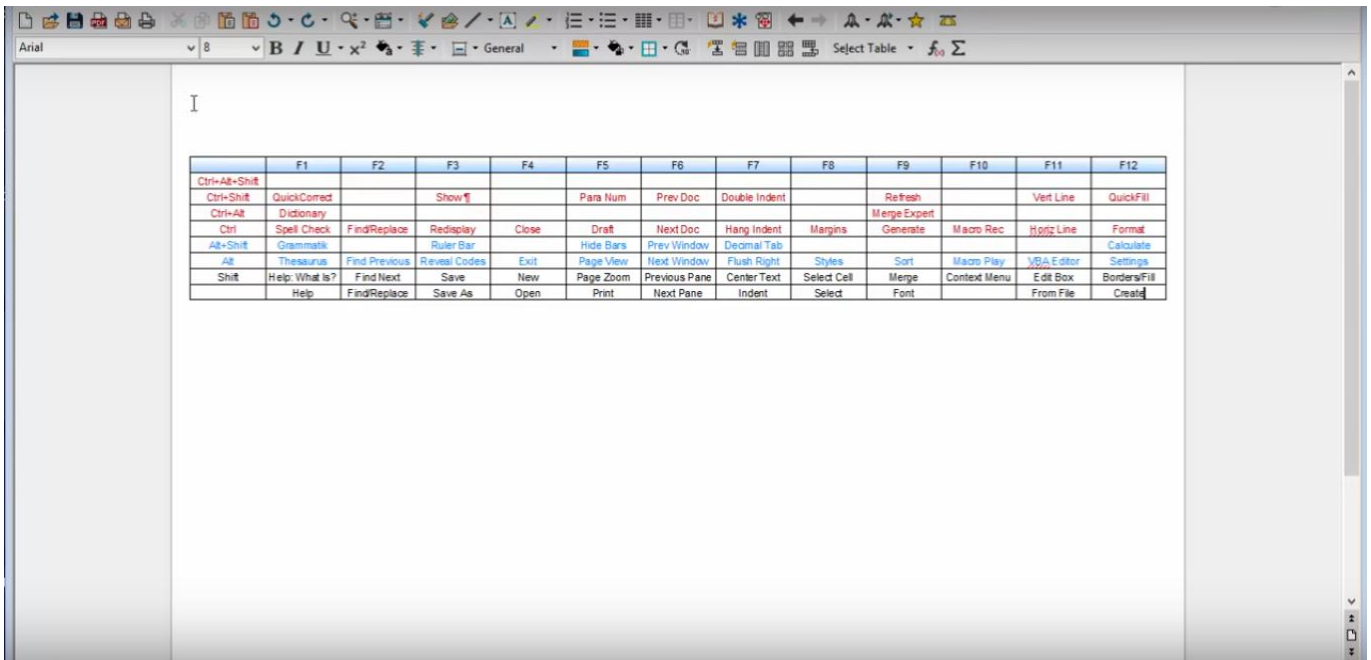 Arial 8 B I U x² General Select Table
F1 F2 F3 F4 F5 F6 F7 F8 F9 F10 F11 F12
Ctrl+Alt+Shift
Ctrl+Shift QuickCorrect Show¶ Para Num Prev Doc Double Indent Refresh Vert Line QuickFill
Ctrl+Alt Dictionary Merge Expert
Ctrl Spell Check Find/Replace Redisplay Close Draft Next Doc Hang Indent Margins Generate Macro Rec Horiz Line Format
Alt+Shift Grammatik Ruler Bar Hide Bars Prev Window Decimal Tab Calculate
Alt Thesaurus Find Previous Reveal Codes Exit Page View Next Window Flush Right Styles Sort Macro Play VBA Editor Settings
Shift Help: What Is? Find Next Save New Page Zoom Previous Pane Center Text Select Cell Merge Context Menu Edit Box Borders/Fill
Help Find/Replace Save As Open Print Next Pane Indent Select Font From File Create